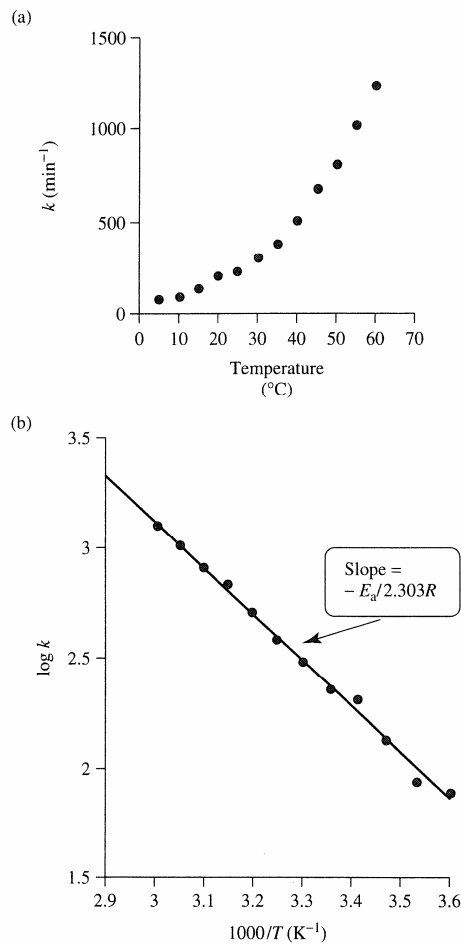 (a)
1500
1000
500
0
k (min⁻¹)
0 10 20 30 40 50 60 70
Temperature
(°C)
(b)
3.5
3
2.5
2
1.5
log k
Slope =
− Eₐ/2.303R
2.9 3 3.1 3.2 3.3 3.4 3.5 3.6
1000/T (K⁻¹)